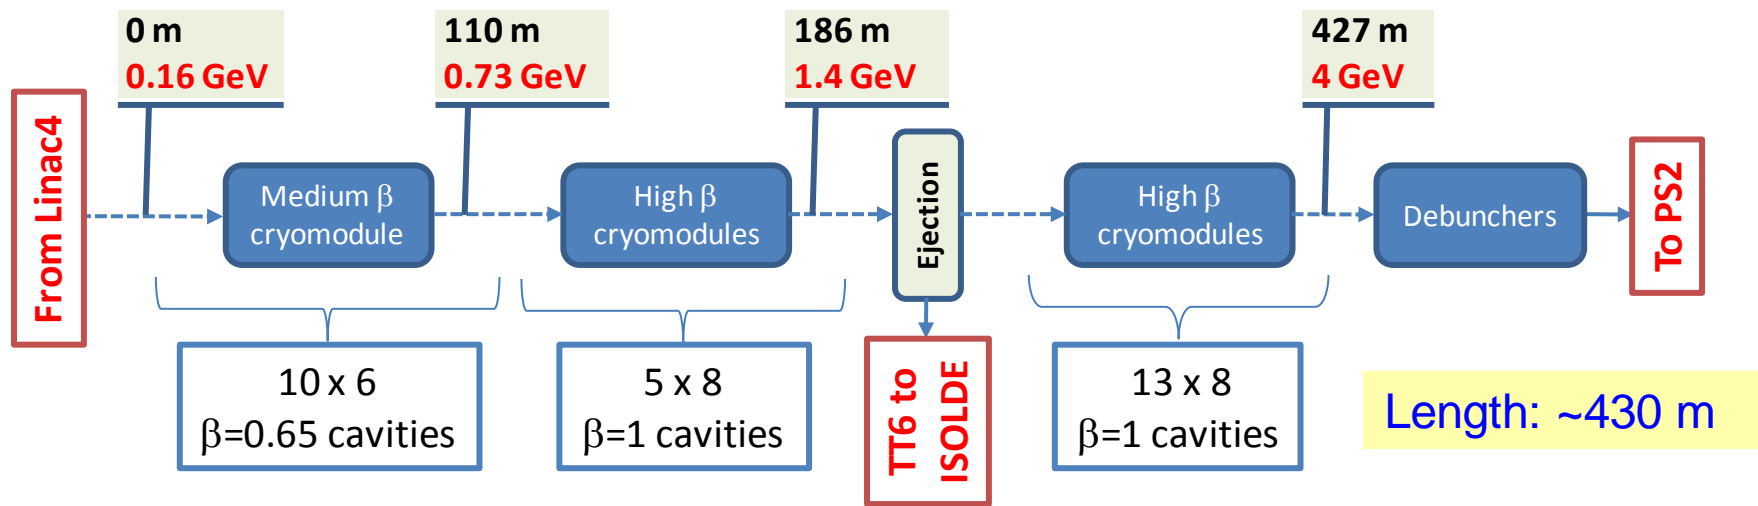 0 m
0.16 GeV
110 m
0.73 GeV
186 m
1.4 GeV
427 m
4 GeV
From Linac4
Medium β
cryomodule
High β
cryomodules
Ejection
High β
cryomodules
Debunchers
To PS2
10 x 6
β=0.65 cavities
5 x 8
β=1 cavities
TT6 to
ISOLDE
13 x 8
β=1 cavities
Length: ~430 m